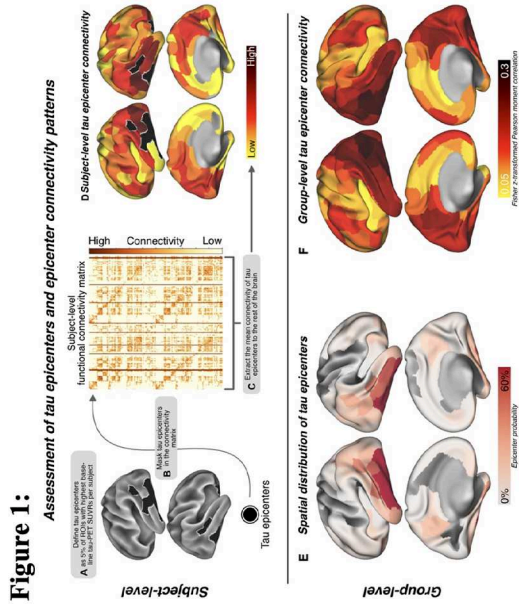 Figure 1:
Assessment of tau epicenters and epicenter connectivity patterns
Subject-level
Define tau epicenters
A as 5% of ROIs with highest base-
line tau-PET SUVRs per subject
Tau epicenters
B Mask tau epicenters
in the connectivity
matrix
Subject-level
functional connectivity matrix
High Connectivity Low
C Extract the mean connectivity of tau
epicenters to the rest of the brain
D Subject-level tau epicenter connectivity
Low High
Group-level
E Spatial distribution of tau epicenters
0% 60%
Epicenter probability
F Group-level tau epicenter connectivity
0.05 0.3
Fisher z-transformed Pearson moment correlation